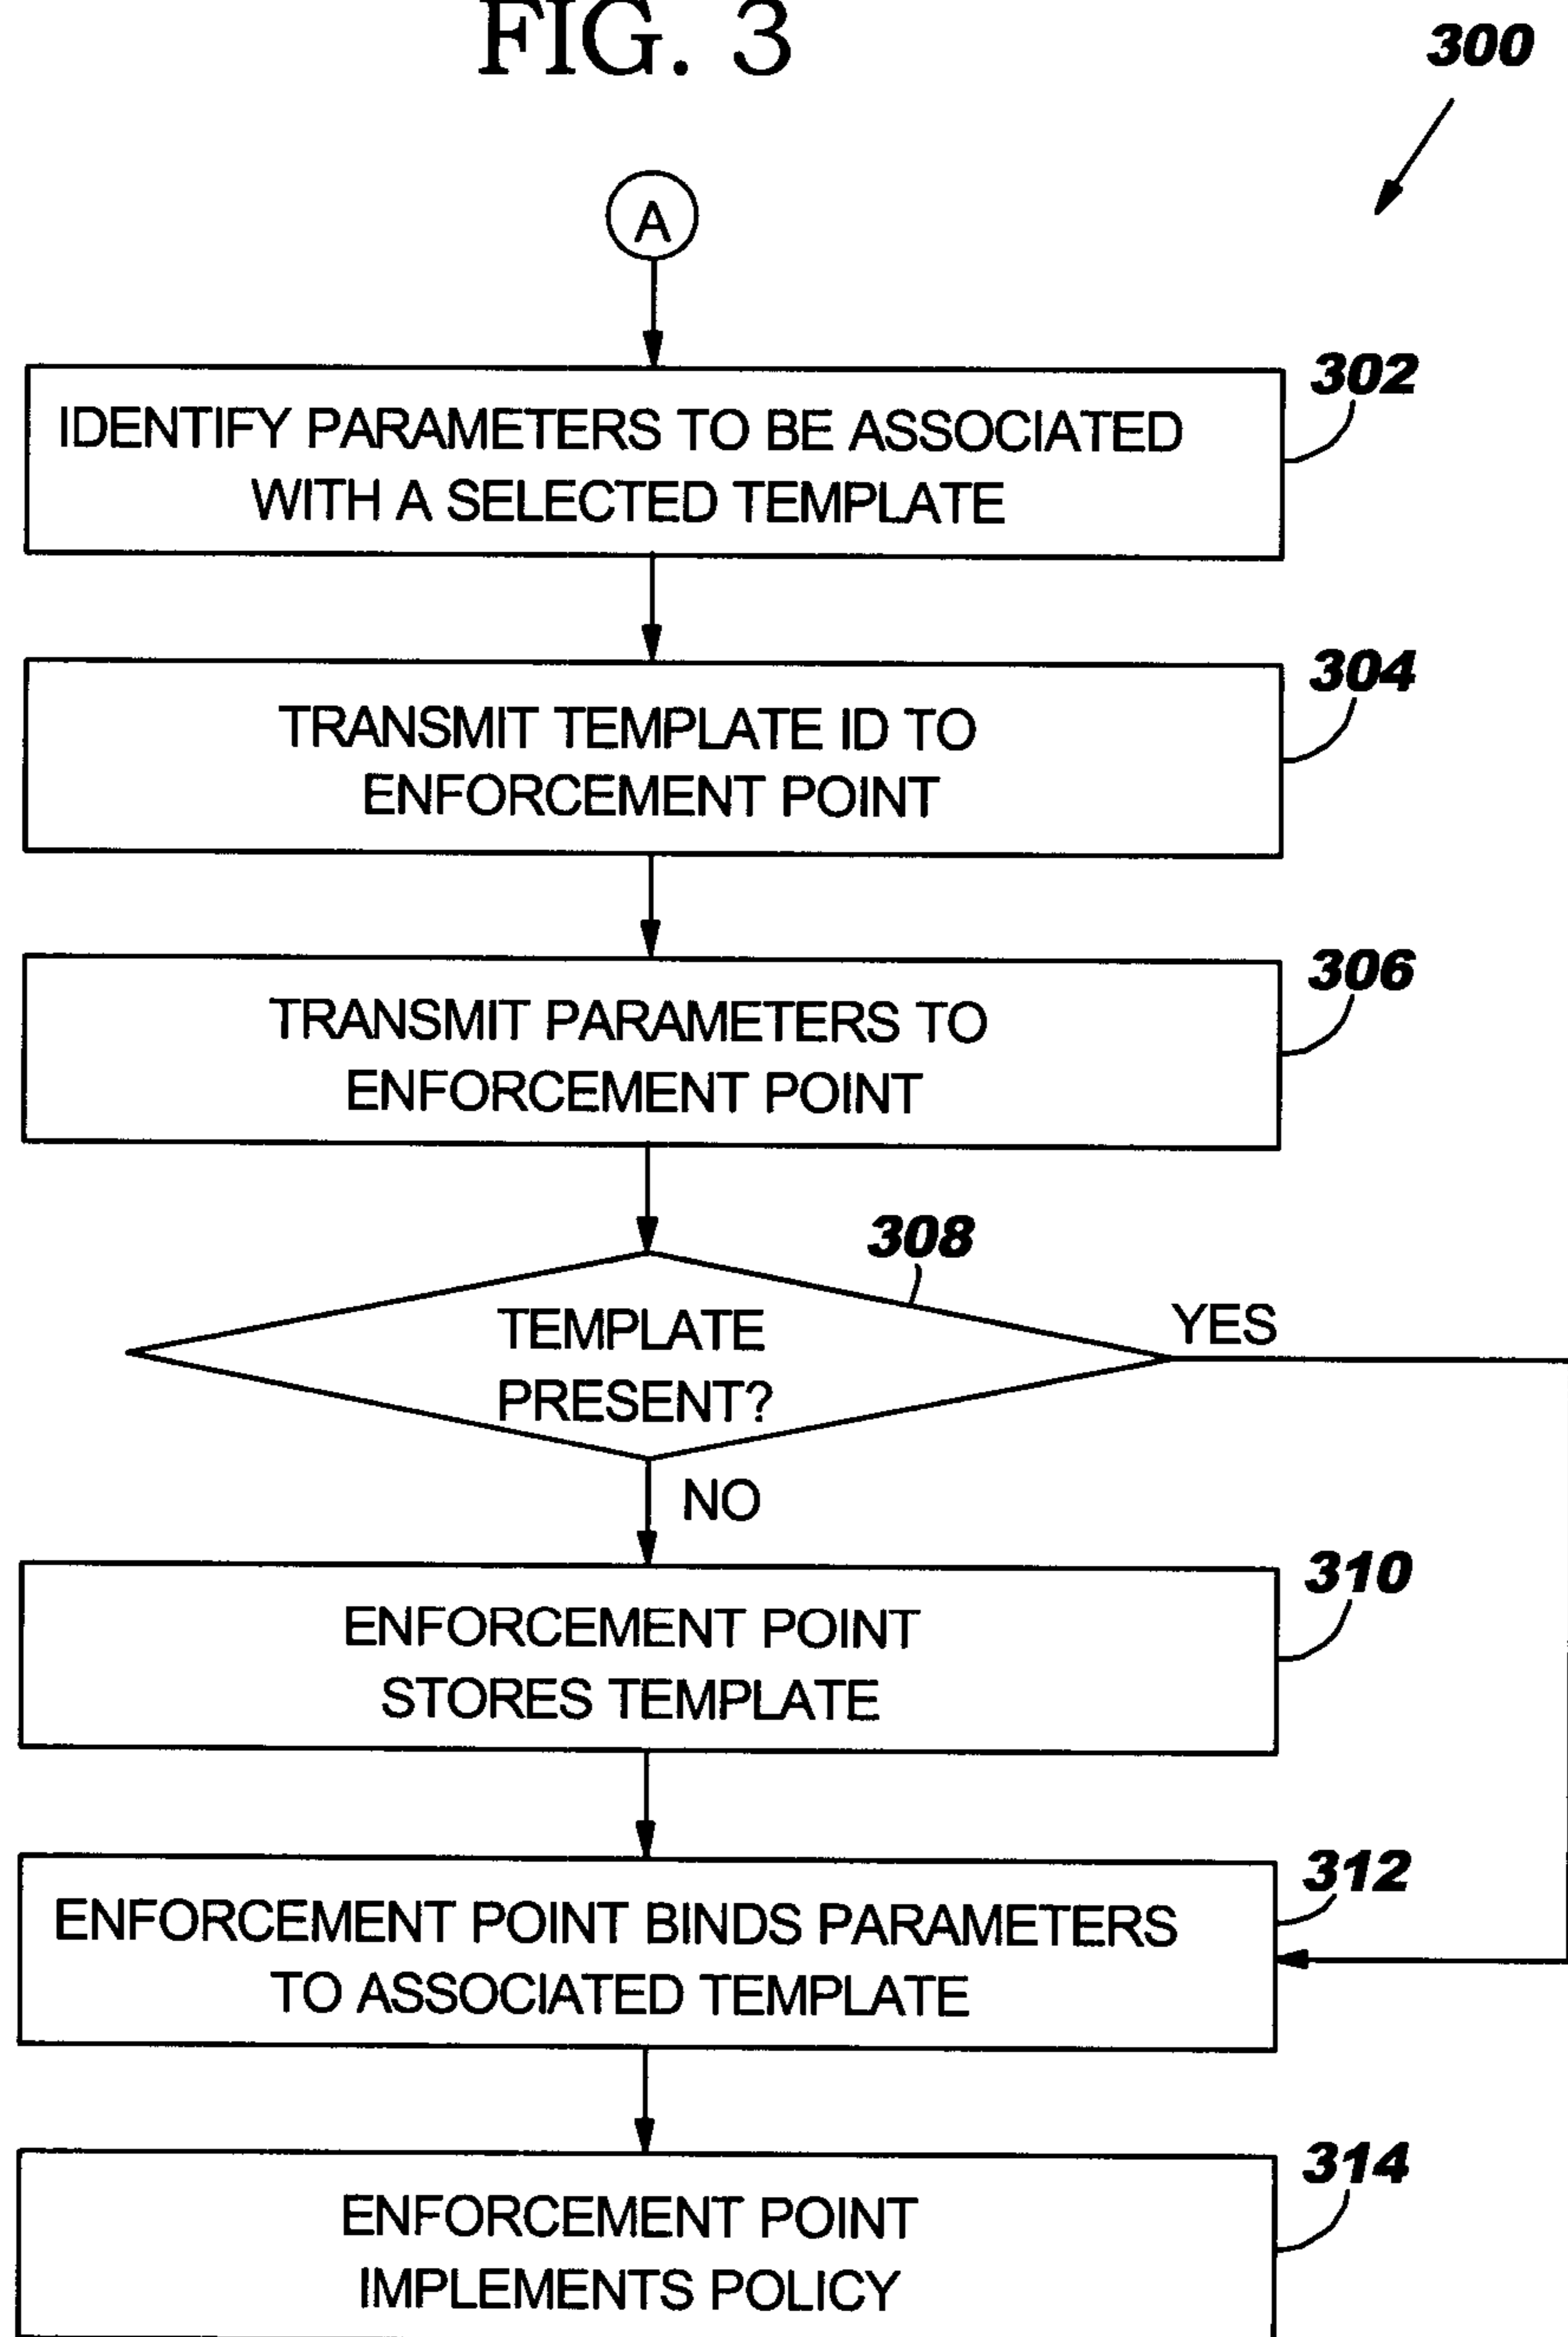 FIG. 3
300
A
302
IDENTIFY PARAMETERS TO BE ASSOCIATED
WITH A SELECTED TEMPLATE
304
TRANSMIT TEMPLATE ID TO
ENFORCEMENT POINT
306
TRANSMIT PARAMETERS TO
ENFORCEMENT POINT
308
TEMPLATE
PRESENT?
YES
NO
310
ENFORCEMENT POINT
STORES TEMPLATE
312
ENFORCEMENT POINT BINDS PARAMETERS
TO ASSOCIATED TEMPLATE
314
ENFORCEMENT POINT
IMPLEMENTS POLICY